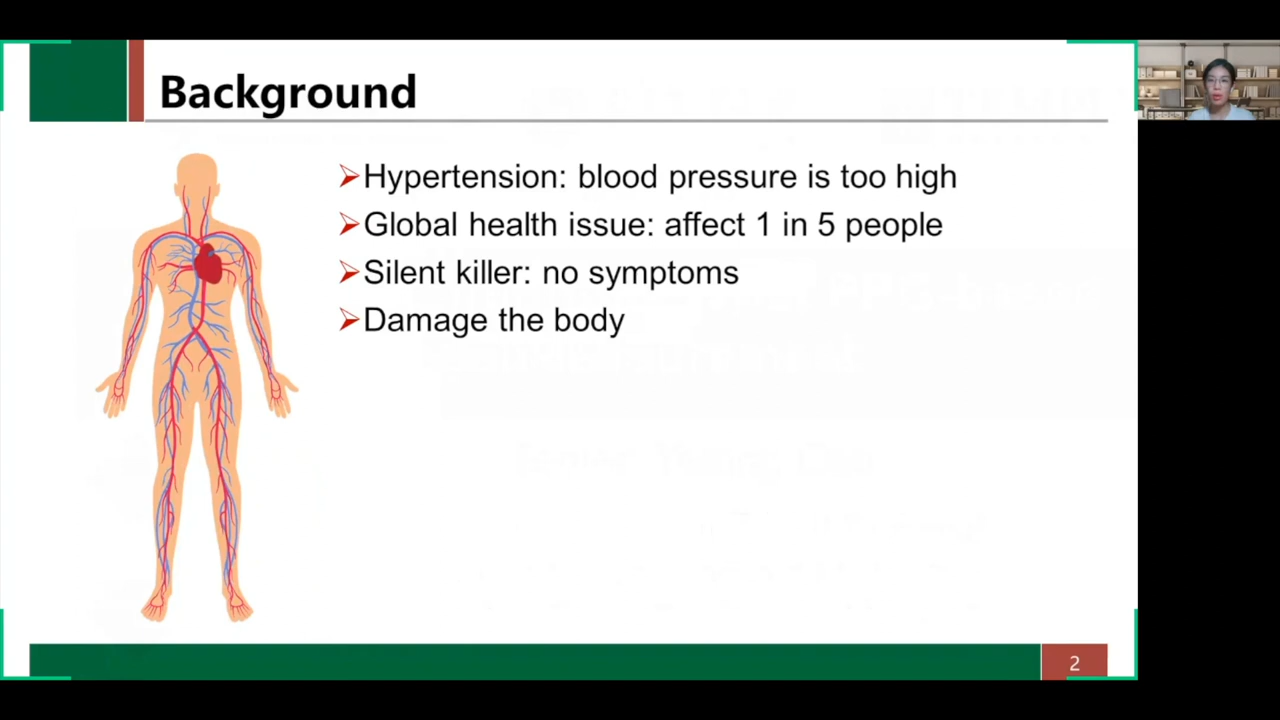 Background
Hypertension: blood pressure is too high
Global health issue: affect 1 in 5 people
Silent killer: no symptoms
Damage the body
2